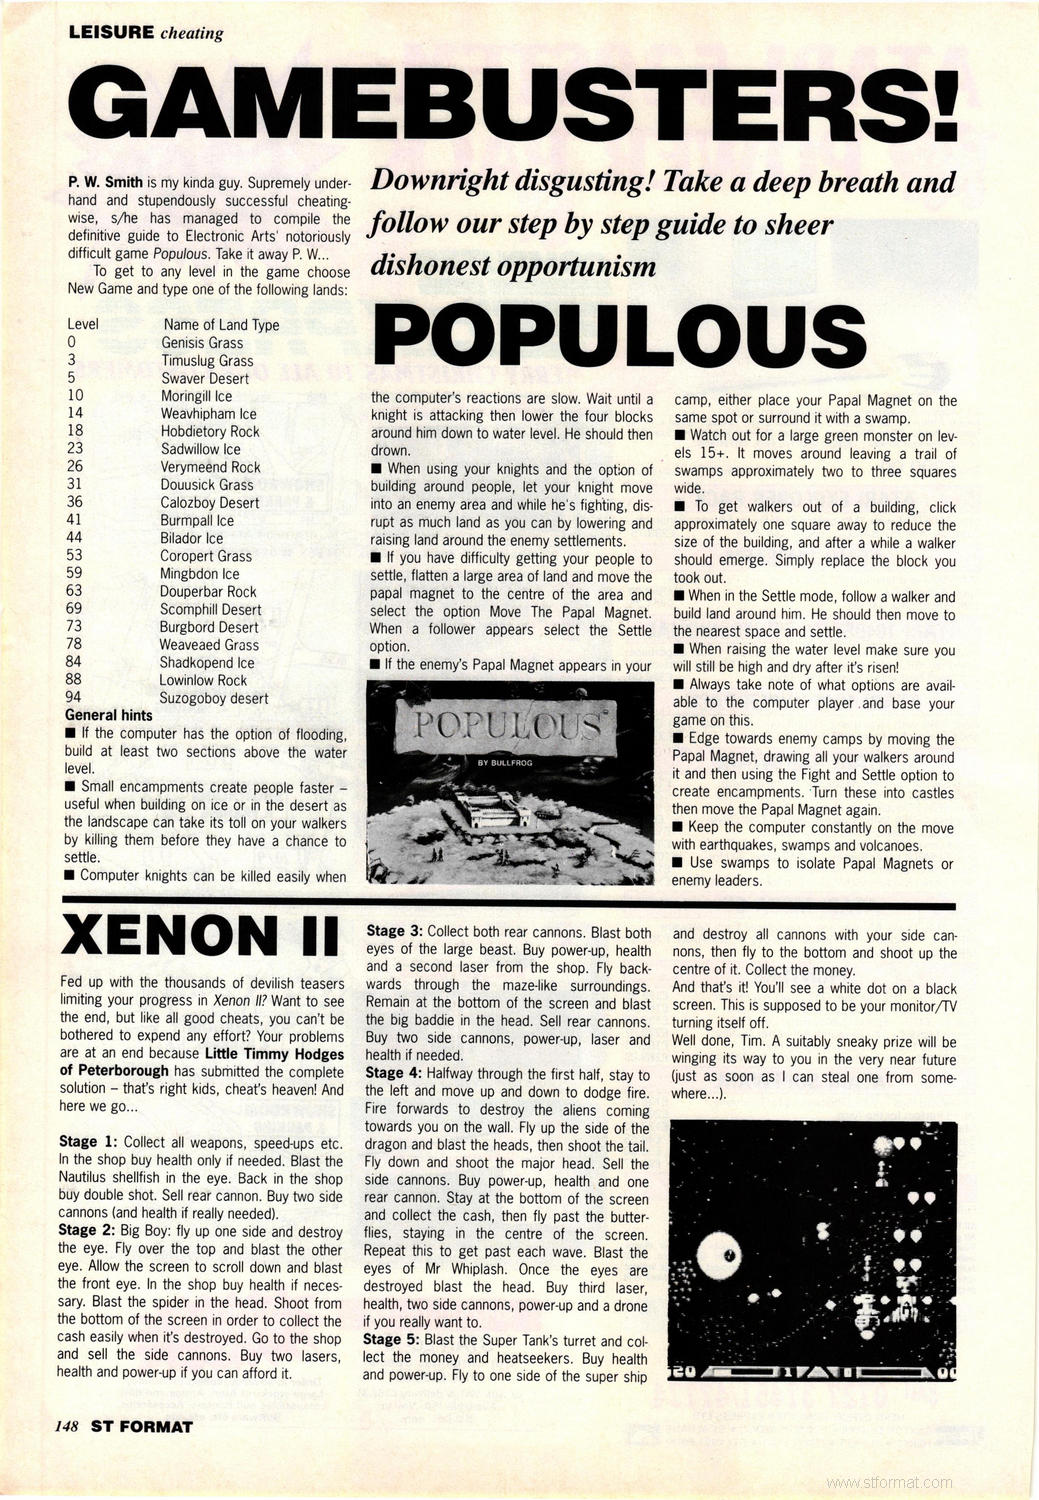 LEISURE cheating
GAMEBUSTERS!
P. W. Smith is my kinda guy. Supremely under-
hand and stupendously successful cheating-
wise, s/he has managed to compile the
definitive guide to Electronic Arts' notoriously
difficult game Populous. Take it away P. W...
To get to any level in the game choose
New Game and type one of the following lands:
Level Name of Land Type
0 Genisis Grass
3 Timuslug Grass
5 Swaver Desert
10 Moringill Ice
14 Weavhipham Ice
18 Hobdietory Rock
23 Sadwillow Ice
26 Verymeend Rock
31 Douusick Grass
36 Calozboy Desert
41 Burmpall Ice
44 Bilador Ice
53 Coropert Grass
59 Mingbdon Ice
63 Douperbar Rock
69 Scomphill Desert
73 Burgbord Desert
78 Weaveaed Grass
84 Shadkopend Ice
88 Lowinlow Rock
94 Suzogoboy desert
General hints
■ If the computer has the option of flooding,
build at least two sections above the water
level.
■ Small encampments create people faster –
useful when building on ice or in the desert as
the landscape can take its toll on your walkers
by killing them before they have a chance to
settle.
■ Computer knights can be killed easily when
Downright disgusting! Take a deep breath and
follow our step by step guide to sheer
dishonest opportunism
POPULOUS
the computer's reactions are slow. Wait until a
knight is attacking then lower the four blocks
around him down to water level. He should then
drown.
■ When using your knights and the option of
building around people, let your knight move
into an enemy area and while he's fighting, dis-
rupt as much land as you can by lowering and
raising land around the enemy settlements.
■ If you have difficulty getting your people to
settle, flatten a large area of land and move the
papal magnet to the centre of the area and
select the option Move The Papal Magnet.
When a follower appears select the Settle
option.
■ If the enemy's Papal Magnet appears in your
POPULOUS
BY BULLFROG
camp, either place your Papal Magnet on the
same spot or surround it with a swamp.
■ Watch out for a large green monster on lev-
els 15+. It moves around leaving a trail of
swamps approximately two to three squares
wide.
■ To get walkers out of a building, click
approximately one square away to reduce the
size of the building, and after a while a walker
should emerge. Simply replace the block you
took out.
■ When in the Settle mode, follow a walker and
build land around him. He should then move to
the nearest space and settle.
■ When raising the water level make sure you
will still be high and dry after it's risen!
■ Always take note of what options are avail-
able to the computer player and base your
game on this.
■ Edge towards enemy camps by moving the
Papal Magnet, drawing all your walkers around
it and then using the Fight and Settle option to
create encampments. Turn these into castles
then move the Papal Magnet again.
■ Keep the computer constantly on the move
with earthquakes, swamps and volcanoes.
■ Use swamps to isolate Papal Magnets or
enemy leaders.
XENON II
Fed up with the thousands of devilish teasers
limiting your progress in Xenon II? Want to see
the end, but like all good cheats, you can't be
bothered to expend any effort? Your problems
are at an end because Little Timmy Hodges
of Peterborough has submitted the complete
solution – that's right kids, cheat's heaven! And
here we go...
Stage 1: Collect all weapons, speed-ups etc.
In the shop buy health only if needed. Blast the
Nautilus shellfish in the eye. Back in the shop
buy double shot. Sell rear cannon. Buy two side
cannons (and health if really needed).
Stage 2: Big Boy: fly up one side and destroy
the eye. Fly over the top and blast the other
eye. Allow the screen to scroll down and blast
the front eye. In the shop buy health if neces-
sary. Blast the spider in the head. Shoot from
the bottom of the screen in order to collect the
cash easily when it's destroyed. Go to the shop
and sell the side cannons. Buy two lasers,
health and power-up if you can afford it.
Stage 3: Collect both rear cannons. Blast both
eyes of the large beast. Buy power-up, health
and a second laser from the shop. Fly back-
wards through the maze-like surroundings.
Remain at the bottom of the screen and blast
the big baddie in the head. Sell rear cannons.
Buy two side cannons, power-up, laser and
health if needed.
Stage 4: Halfway through the first half, stay to
the left and move up and down to dodge fire.
Fire forwards to destroy the aliens coming
towards you on the wall. Fly up the side of the
dragon and blast the heads, then shoot the tail.
Fly down and shoot the major head. Sell the
side cannons. Buy power-up, health and one
rear cannon. Stay at the bottom of the screen
and collect the cash, then fly past the butter-
flies, staying in the centre of the screen.
Repeat this to get past each wave. Blast the
eyes of Mr Whiplash. Once the eyes are
destroyed blast the head. Buy third laser,
health, two side cannons, power-up and a drone
if you really want to.
Stage 5: Blast the Super Tank's turret and col-
lect the money and heatseekers. Buy health
and power-up. Fly to one side of the super ship
and destroy all cannons with your side can-
nons, then fly to the bottom and shoot up the
centre of it. Collect the money.
And that's it! You'll see a white dot on a black
screen. This is supposed to be your monitor/TV
turning itself off.
Well done, Tim. A suitably sneaky prize will be
winging its way to you in the very near future
(just as soon as I can steal one from some-
where...).
148 ST FORMAT
www.stformat.com